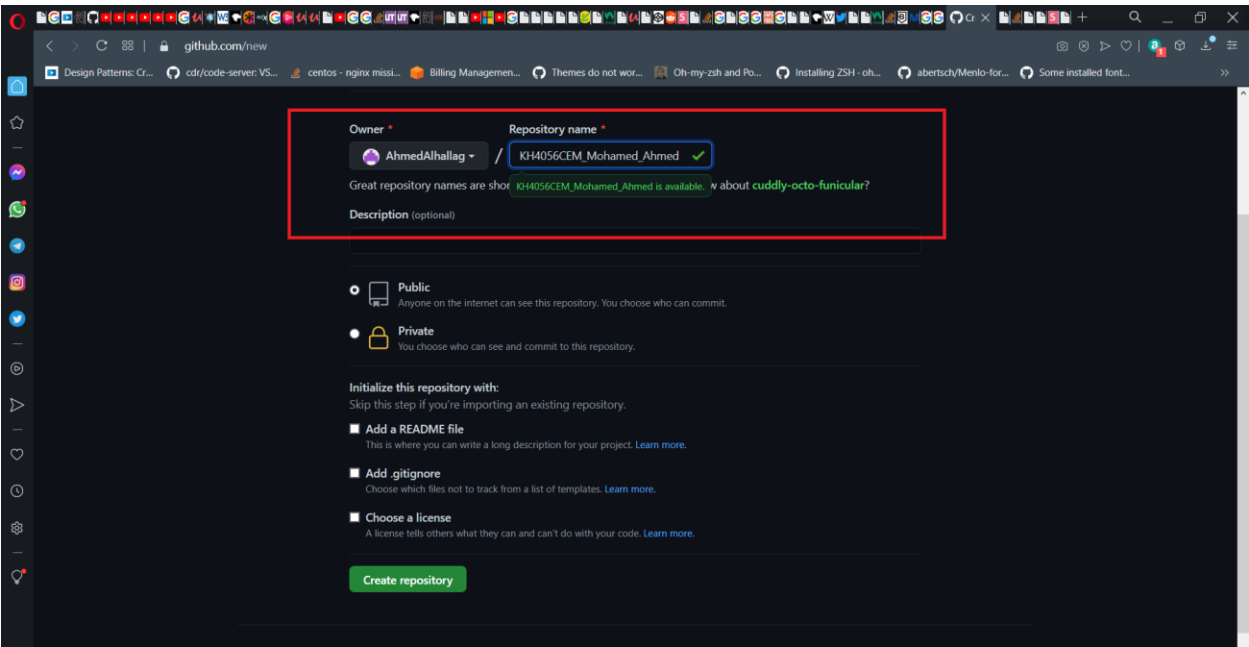 Cr
github.com/new
Design Patterns: Cr...
cdr/code-server: VS...
centos - nginx missi...
Billing Managemen...
Themes do not wor...
Oh-my-zsh and Po...
Installing ZSH - oh...
abertsch/Menlo-for...
Some installed font...
Owner *
Repository name *
AhmedAlhallag
/
KH4056CEM_Mohamed_Ahmed
Great repository names are shor
KH4056CEM_Mohamed_Ahmed is available.
w about cuddly-octo-funicular?
Description (optional)
Public
Anyone on the internet can see this repository. You choose who can commit.
Private
You choose who can see and commit to this repository.
Initialize this repository with:
Skip this step if you're importing an existing repository.
Add a README file
This is where you can write a long description for your project. Learn more.
Add .gitignore
Choose which files not to track from a list of templates. Learn more.
Choose a license
A license tells others what they can and can't do with your code. Learn more.
Create repository